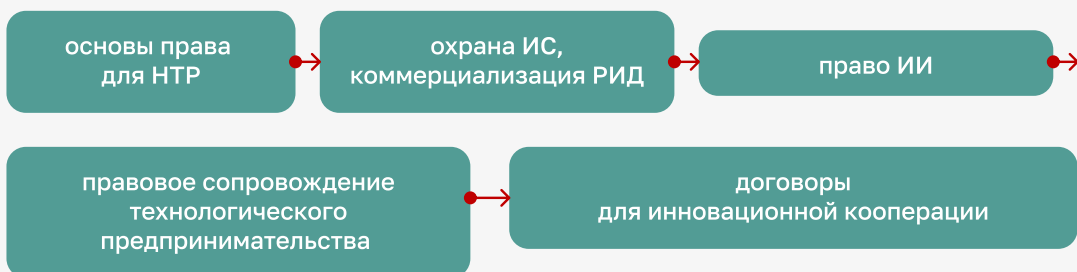 основы права
для НТР
охрана ИС,
коммерциализация РИД
право ИИ
правовое сопровождение
технологического
предпринимательства
договоры
для инновационной кооперации